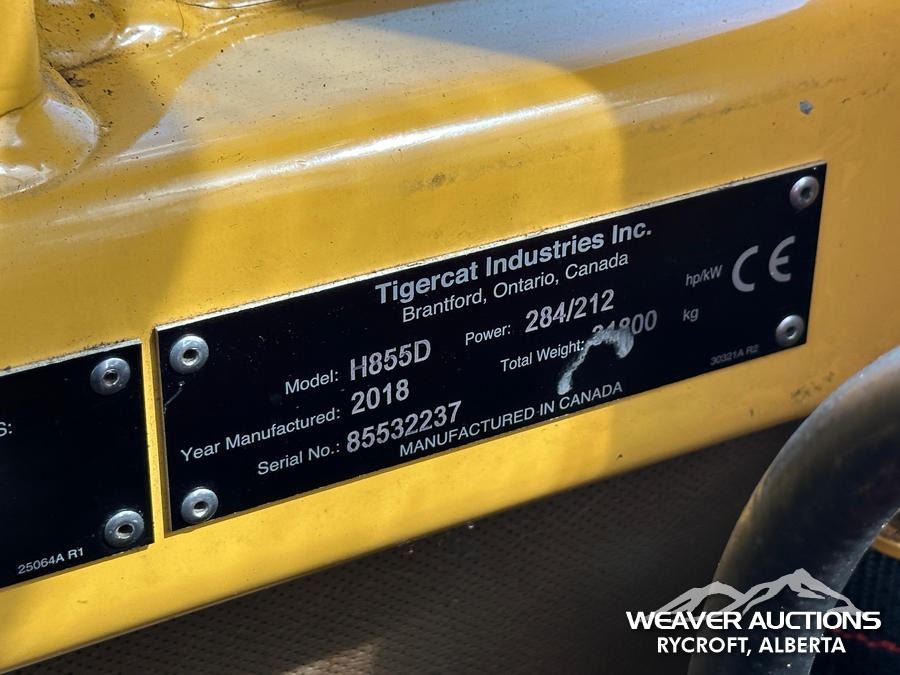 Tigercat Industries Inc.
Brantford, Ontario, Canada
Model: H855D Power: 284/212 hp/kW CE
Year Manufactured: 2018 Total Weight: kg
Serial No.: 85532237
MANUFACTURED IN CANADA
30321A R2
S:
25064A R1
WEAVER AUCTIONS
RYCROFT, ALBERTA